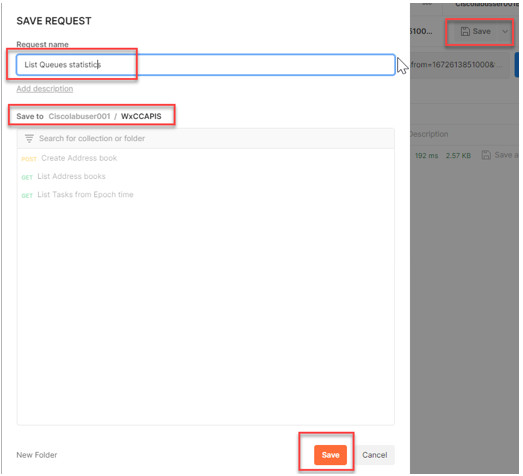 Ciscolabuser001
SAVE REQUEST
Request name
List Queues statistics
Add description
Save to Ciscolabuser001 / WxCCAPIS
Search for collection or folder
POST Create Address book
GET List Address books
GET List Tasks from Epoch time
New Folder
Save
Cancel
5100...
Save
from=1672613851000&
Description
192 ms 2.57 KB Save a